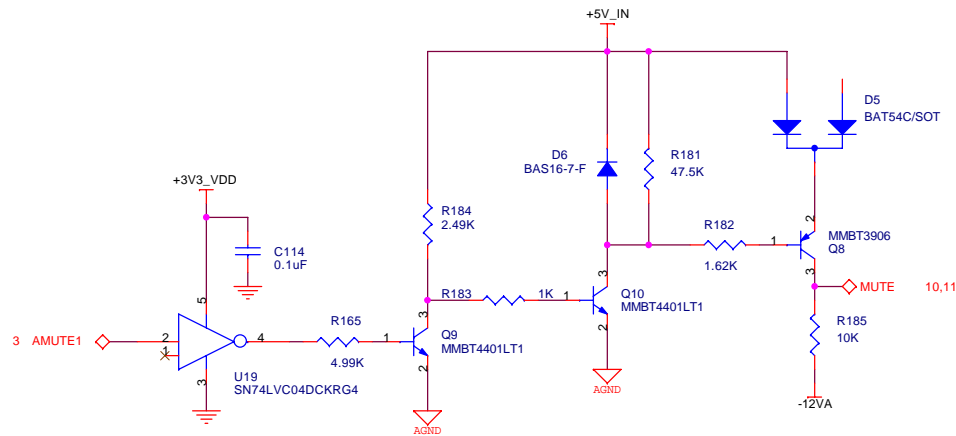 +5V_IN
D5
BAT54C/SOT
D6
BAS16-7-F
R181
47.5K
+3V3_VDD
R184
2.49K
R182
1.62K
1
2
3
MMBT3906
Q8
C114
0.1uF
5
R183
1K
1
3
2
Q10
MMBT4401LT1
MUTE 10,11
3 AMUTE1
2
1
4
3
R165
4.99K
1
3
2
Q9
MMBT4401LT1
R185
10K
U19
SN74LVC04DCKRG4
AGND
-12VA
AGND